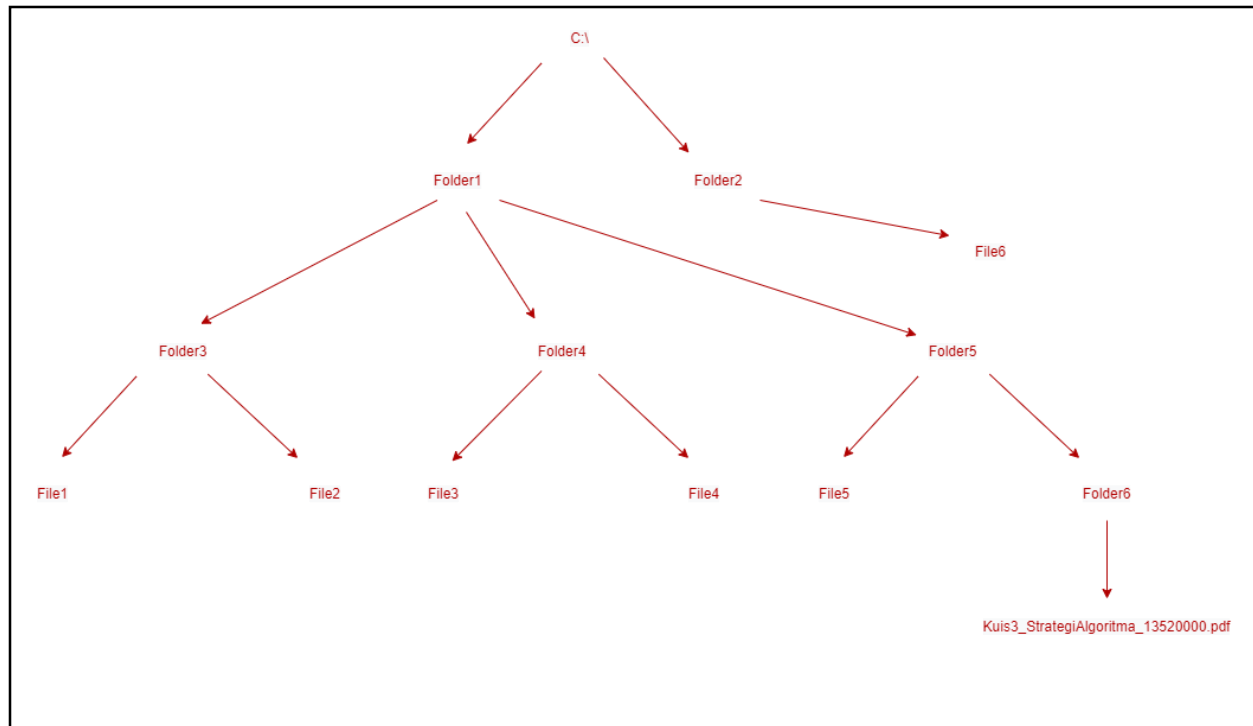 C:\
Folder1
Folder2
File6
Folder3
Folder4
Folder5
File1
File2
File3
File4
File5
Folder6
Kuis3_StrategiAlgoritma_13520000.pdf